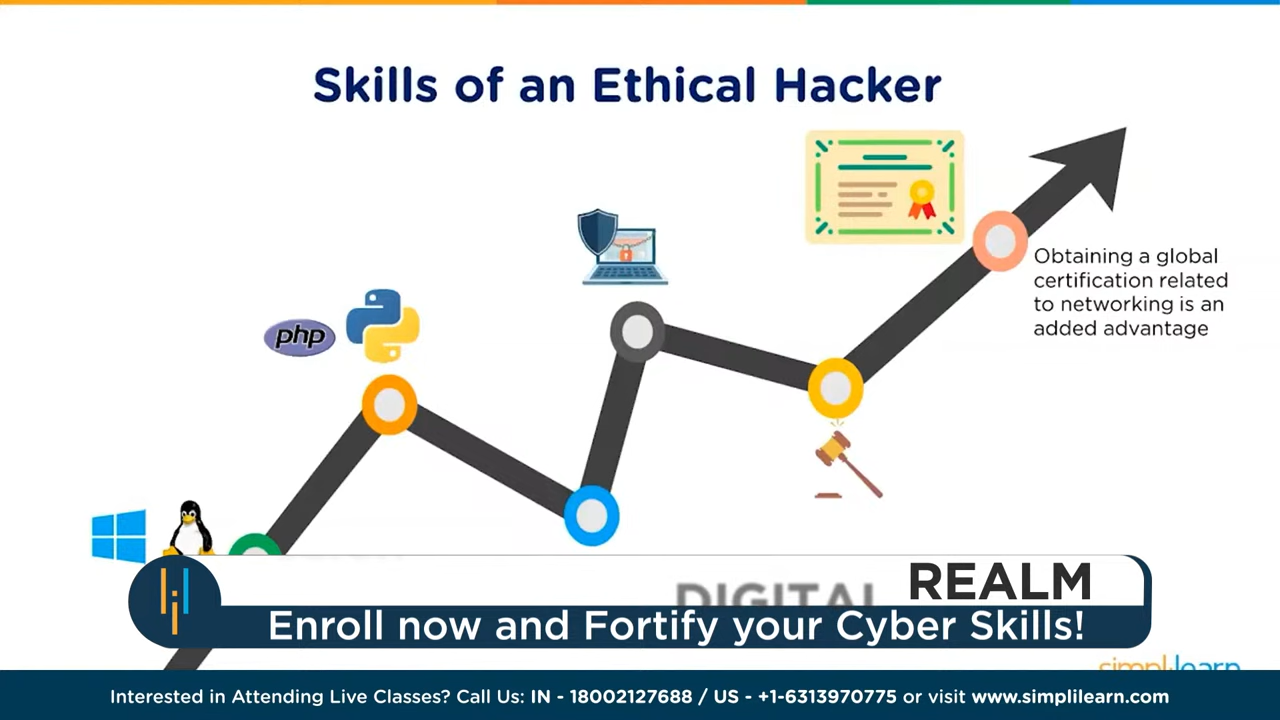 Skills of an Ethical Hacker
Obtaining a global
certification related
to networking is an
added advantage
php
DIGITAL REALM
Enroll now and Fortify your Cyber Skills!
simplilearn
Interested in Attending Live Classes? Call Us: IN - 18002127688 / US - +1-6313970775 or visit www.simplilearn.com